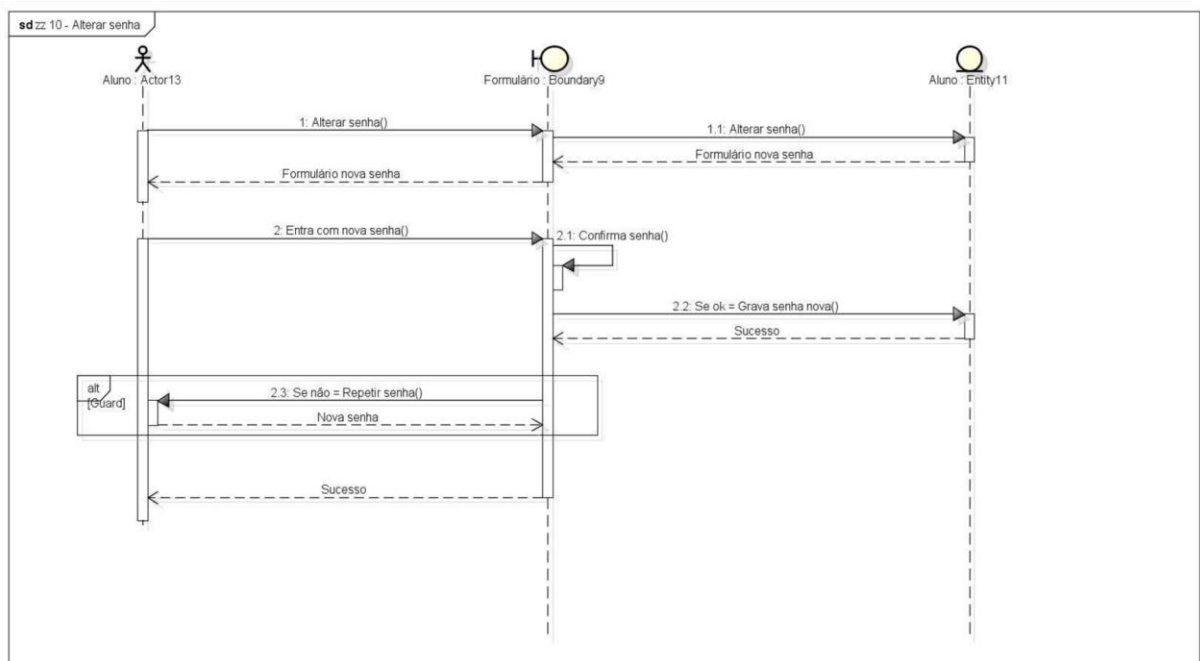 sd zz 10 - Alterar senha
Aluno : Actor13
Formulário : Boundary9
Aluno : Entity11
1: Alterar senha()
1.1: Alterar senha()
Formulário nova senha
Formulário nova senha
2: Entra com nova senha()
2.1: Confirma senha()
2.2: Se ok = Grava senha nova()
Sucesso
alt
[Guard]
2.3: Se não = Repetir senha()
Nova senha
Sucesso